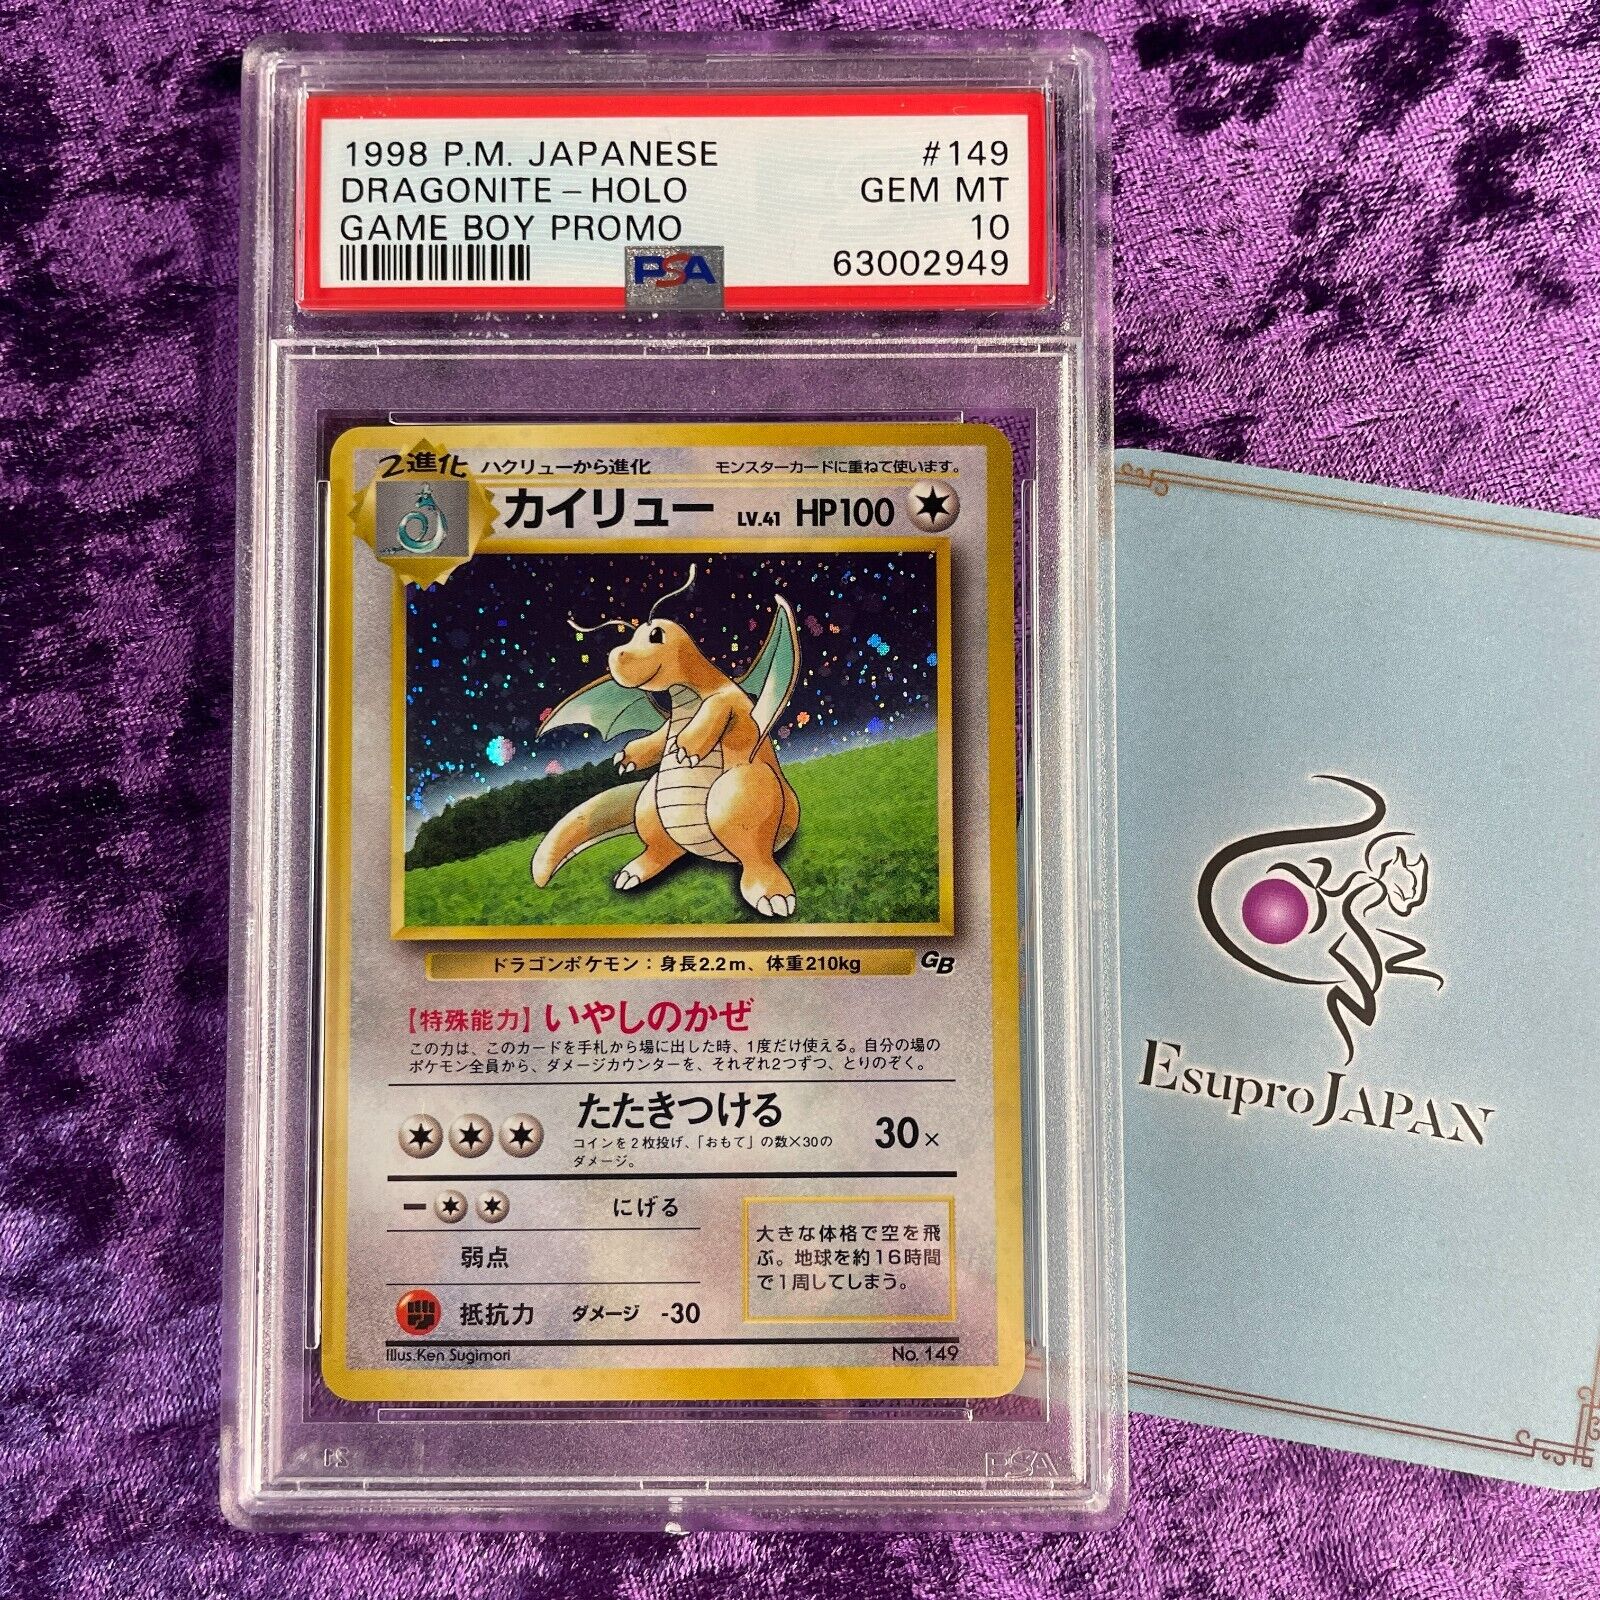 1998 P.M. JAPANESE #149
DRAGONITE-HOLO GEM MT
GAME BOY PROMO 10
PSA 63002949
2進化 ハクリューから進化 モンスターカードに重ねて使います。
カイリュー LV.41 HP100
ドラゴンポケモン：身長2.2m、体重210kg GB
【特殊能力】いやしのかぜ
この力は、このカードを手札から場に出した時、1度だけ使える。自分の場の
ポケモン全員から、ダメージカウンターを、それぞれ2つずつ、とりのぞく。
たたきつける
コインを2枚投げ、「おもて」の数×30の
ダメージ。
30×
にげる
弱点
抵抗力 ダメージ -30
大きな体格で空を飛
ぶ。地球を約16時間
で1周してしまう。
Illus.Ken Sugimori No. 149
PSA
EsuproJAPAN